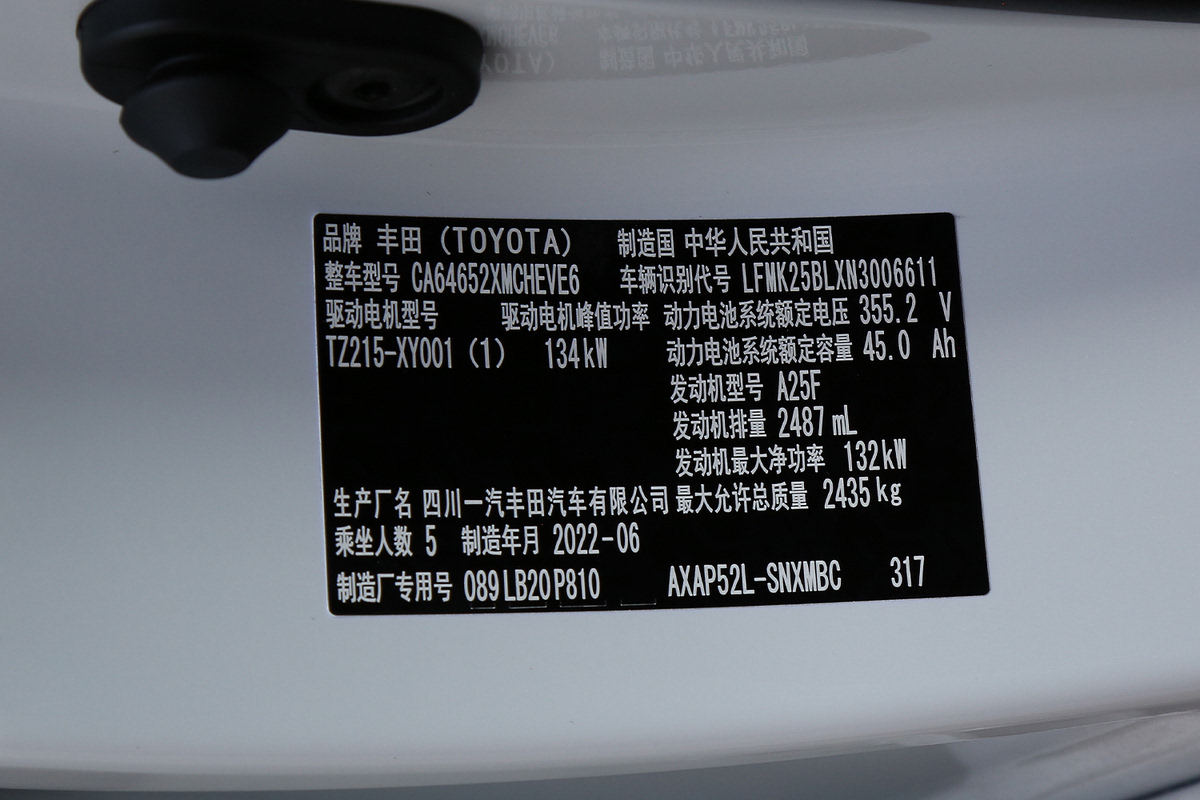 品牌 丰田 (TOYOTA) 制造国 中华人民共和国
整车型号 CA64652XMCHEVE6 车辆识别代号 LFMK25BLXN3006611
驱动电机型号 驱动电机峰值功率 动力电池系统额定电压 355.2 V
TZ215-XY001 (1) 134kW 动力电池系统额定容量 45.0 Ah
发动机型号 A25F
发动机排量 2487 mL
发动机最大净功率 132kW
生产厂名 四川一汽丰田汽车有限公司 最大允许总质量 2435kg
乘坐人数 5 制造年月 2022-06
制造厂专用号 089LB20P810 AXAP52L-SNXMBC 317